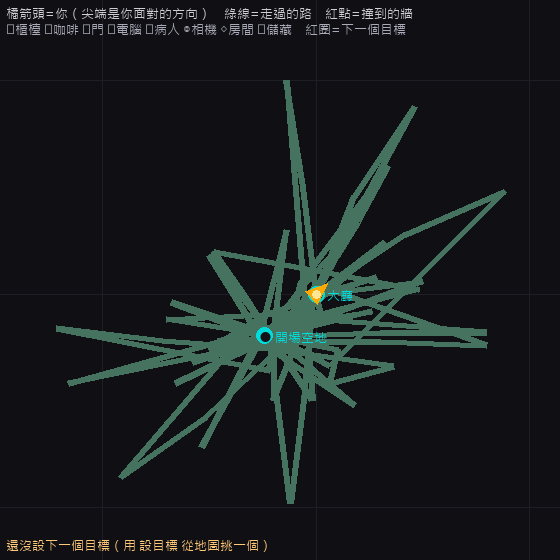 橘箭頭=你（尖端是你面對的方向） 綠線=走過的路 紅點=撞到的牆
櫃檯 咖啡 門 電腦 病人 相機 房間 儲藏 紅圈=下一個目標
大廳
開場空地
還沒設下一個目標（用 設目標 從地圖挑一個）